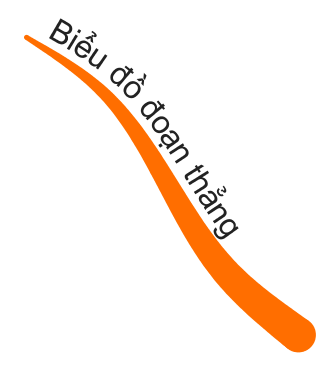 Biểu đồ đoạn thẳng